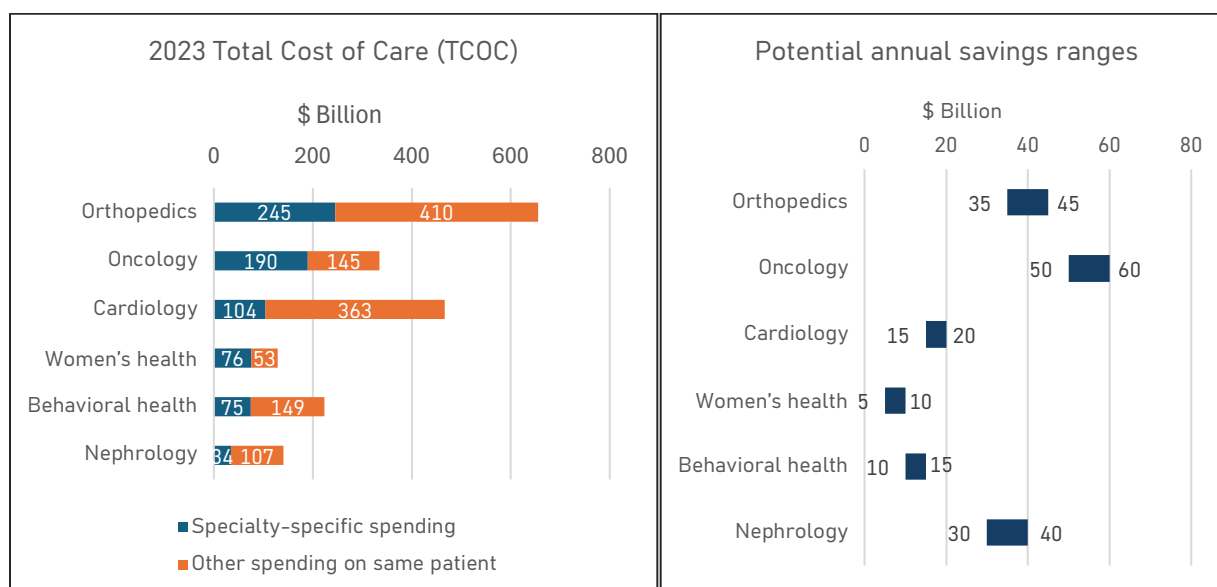 2023 Total Cost of Care (TCOC)
$ Billion
0 200 400 600 800
Orthopedics 245 410
Oncology 190 145
Cardiology 104 363
Women's health 76 53
Behavioral health 75 149
Nephrology 34 107
Specialty-specific spending
Other spending on same patient
Potential annual savings ranges
$ Billion
0 20 40 60 80
Orthopedics 35 45
Oncology 50 60
Cardiology 15 20
Women's health 5 10
Behavioral health 10 15
Nephrology 30 40